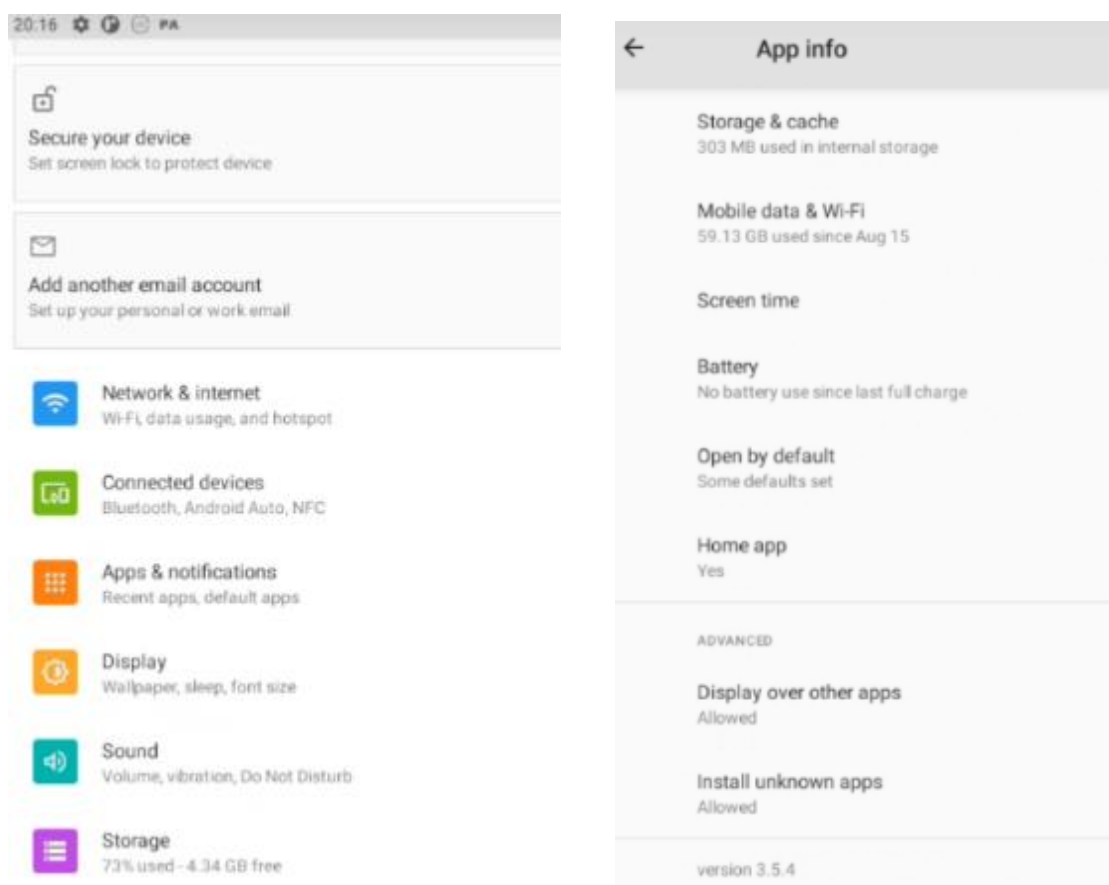 20:16 PA
Secure your device
Set screen lock to protect device
Add another email account
Set up your personal or work email
Network & internet
Wi-Fi, data usage, and hotspot
Connected devices
Bluetooth, Android Auto, NFC
Apps & notifications
Recent apps, default apps
Display
Wallpaper, sleep, font size
Sound
Volume, vibration, Do Not Disturb
Storage
73% used - 4.34 GB free
App info
Storage & cache
303 MB used in internal storage
Mobile data & Wi-Fi
59.13 GB used since Aug 15
Screen time
Battery
No battery use since last full charge
Open by default
Some defaults set
Home app
Yes
ADVANCED
Display over other apps
Allowed
Install unknown apps
Allowed
version 3.5.4